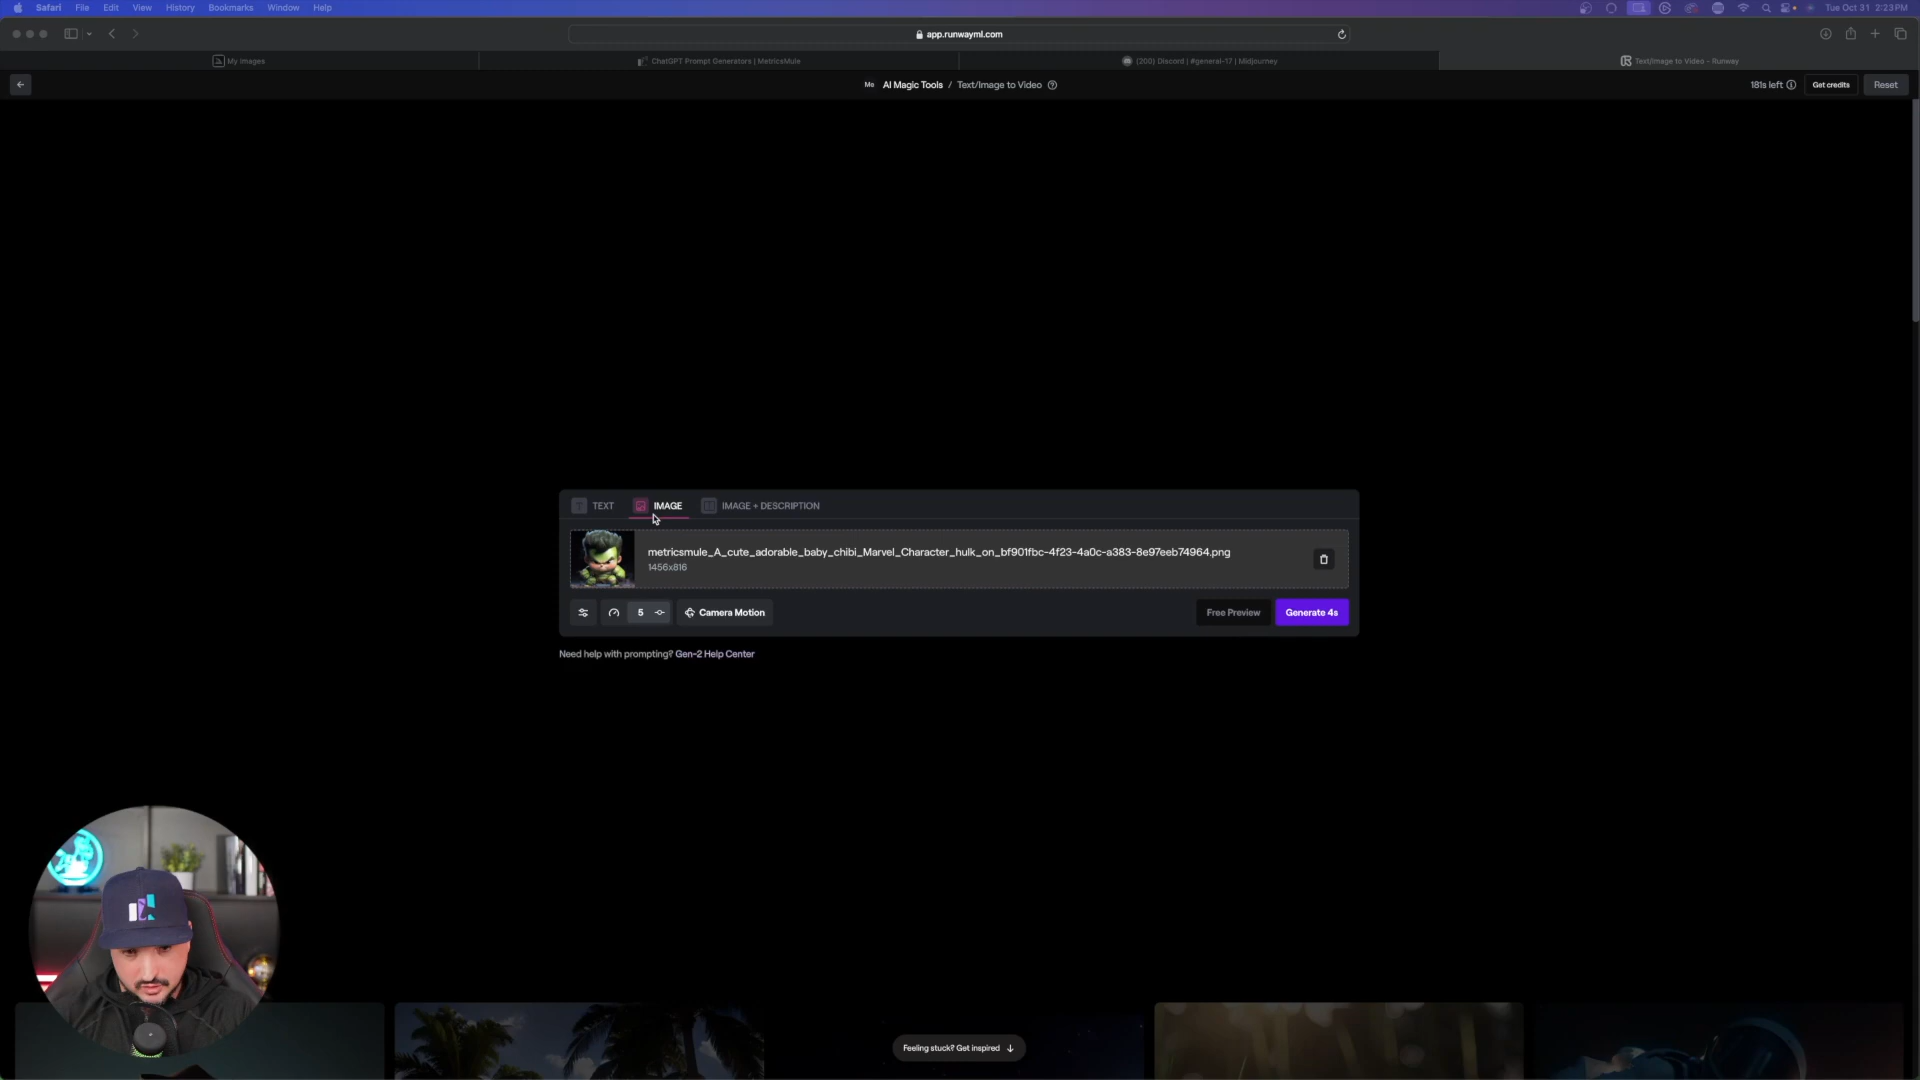 Safari File Edit View History Bookmarks Window Help
Tue Oct 31 2:23 PM
app.runwayml.com
My Images
ChatGPT Prompt Generators | MetricsMule
(200) Discord | #general-17 | Midjourney
Text/Image to Video - Runway
Me AI Magic Tools / Text/Image to Video
181s left
Get credits
Reset
TEXT
IMAGE
IMAGE + DESCRIPTION
metricsmule_A_cute_adorable_baby_chibi_Marvel_Character_hulk_on_bf901fbc-4f23-4a0c-a383-8e97eeb74964.png
1456x816
5
Camera Motion
Free Preview
Generate 4s
Need help with prompting? Gen-2 Help Center
Feeling stuck? Get inspired ↓